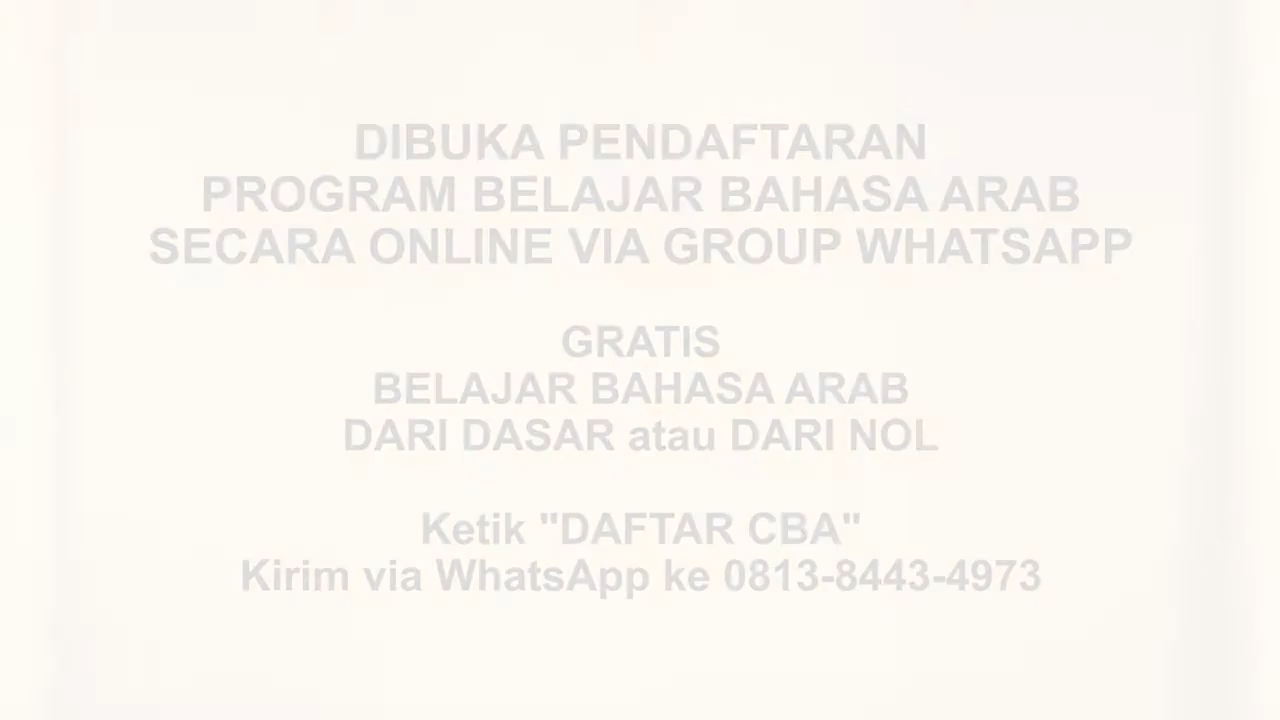 DIBUKA PENDAFTARAN
PROGRAM BELAJAR BAHASA ARAB
SECARA ONLINE VIA GROUP WHATSAPP
GRATIS
BELAJAR BAHASA ARAB
DARI DASAR atau DARI NOL
Ketik "DAFTAR CBA"
Kirim via WhatsApp ke 0813-8443-4973